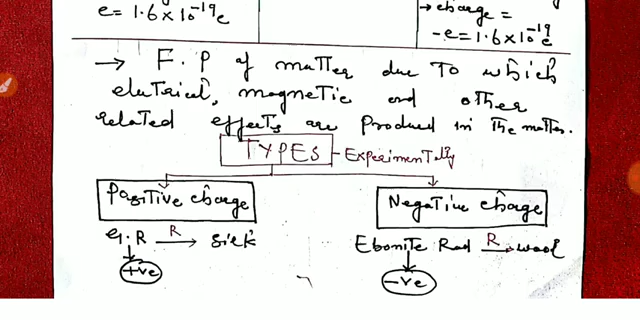 e = 1.6 x 10⁻¹⁹ e
→ charge =
-e = 1.6 x 10⁻¹⁹ e
→ F.P of matter due to which
eletrical, magnetic and other
related effects are produced in the matter.
TYPES - Experimentally
Positive charge
Negative charge
G.R R→ silk
Ebonite Rod R→ wool
+ve
-ve